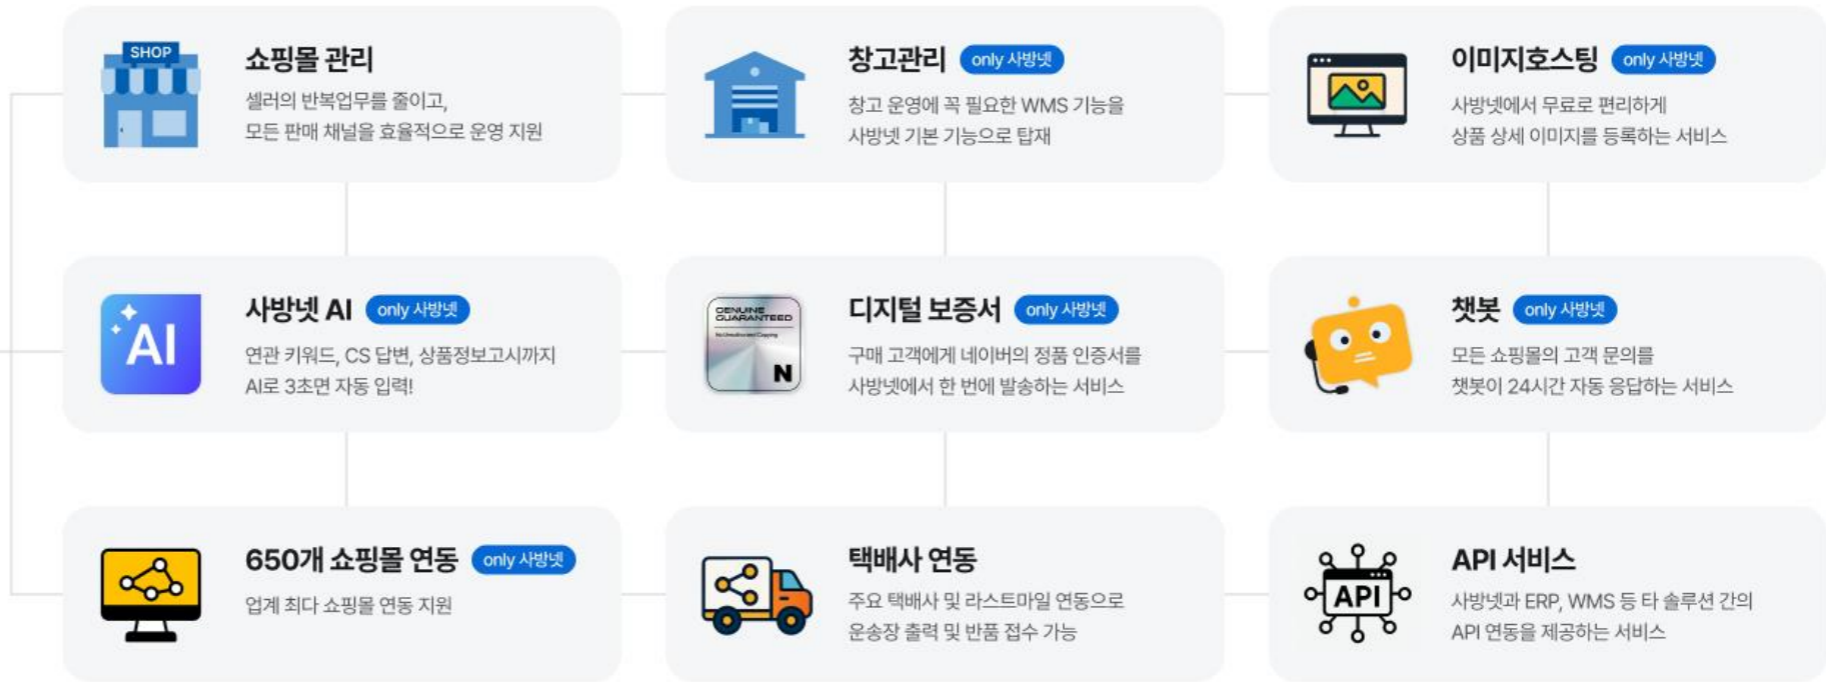 SHOP
쇼핑몰 관리
셀러의 반복업무를 줄이고,
모든 판매 채널을 효율적으로 운영 지원
창고관리 only 사방넷
창고 운영에 꼭 필요한 WMS 기능을
사방넷 기본 기능으로 탑재
이미지호스팅 only 사방넷
사방넷에서 무료로 편리하게
상품 상세 이미지를 등록하는 서비스
AI
사방넷 AI only 사방넷
연관 키워드, CS 답변, 상품정보고시까지
AI로 3초면 자동 입력!
GENUINE
GUARANTEED
N
디지털 보증서 only 사방넷
구매 고객에게 네이버의 정품 인증서를
사방넷에서 한 번에 발송하는 서비스
챗봇 only 사방넷
모든 쇼핑몰의 고객 문의를
챗봇이 24시간 자동 응답하는 서비스
650개 쇼핑몰 연동 only 사방넷
업계 최다 쇼핑몰 연동 지원
택배사 연동
주요 택배사 및 라스트마일 연동으로
운송장 출력 및 반품 접수 가능
API
API 서비스
사방넷과 ERP, WMS 등 타 솔루션 간의
API 연동을 제공하는 서비스